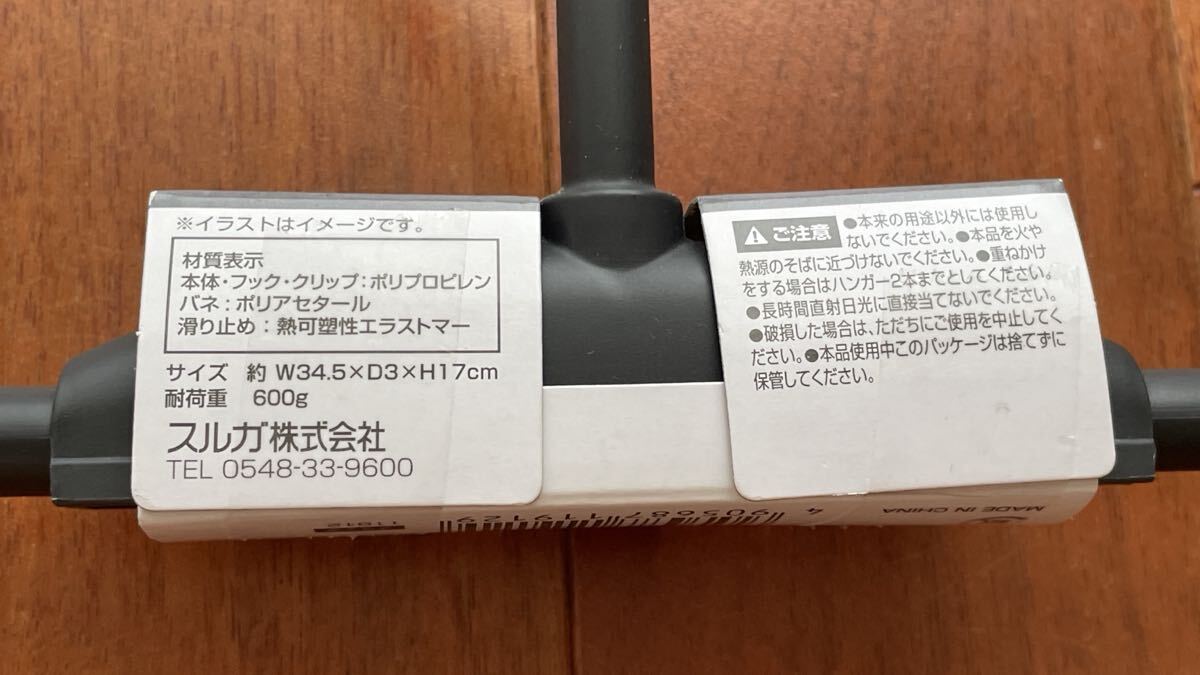 ※イラストはイメージです。
材質表示
本体・フック・クリップ：ポリプロピレン
バネ：ポリアセタール
滑り止め：熱可塑性エラストマー
サイズ 約 W34.5×D3×H17cm
耐荷重 600g
スルガ株式会社
TEL 0548-33-9600
ご注意 ●本来の用途以外には使用し
ないでください。●本品を火や
熱源のそばに近づけないでください。●重ねかけ
をする場合はハンガー2本までとしてください。
●長時間直射日光に直接当てないでください。
●破損した場合は、ただちにご使用を中止してく
ださい。●本品使用中このパッケージは捨てずに
保管してください。
MADE IN CHINA